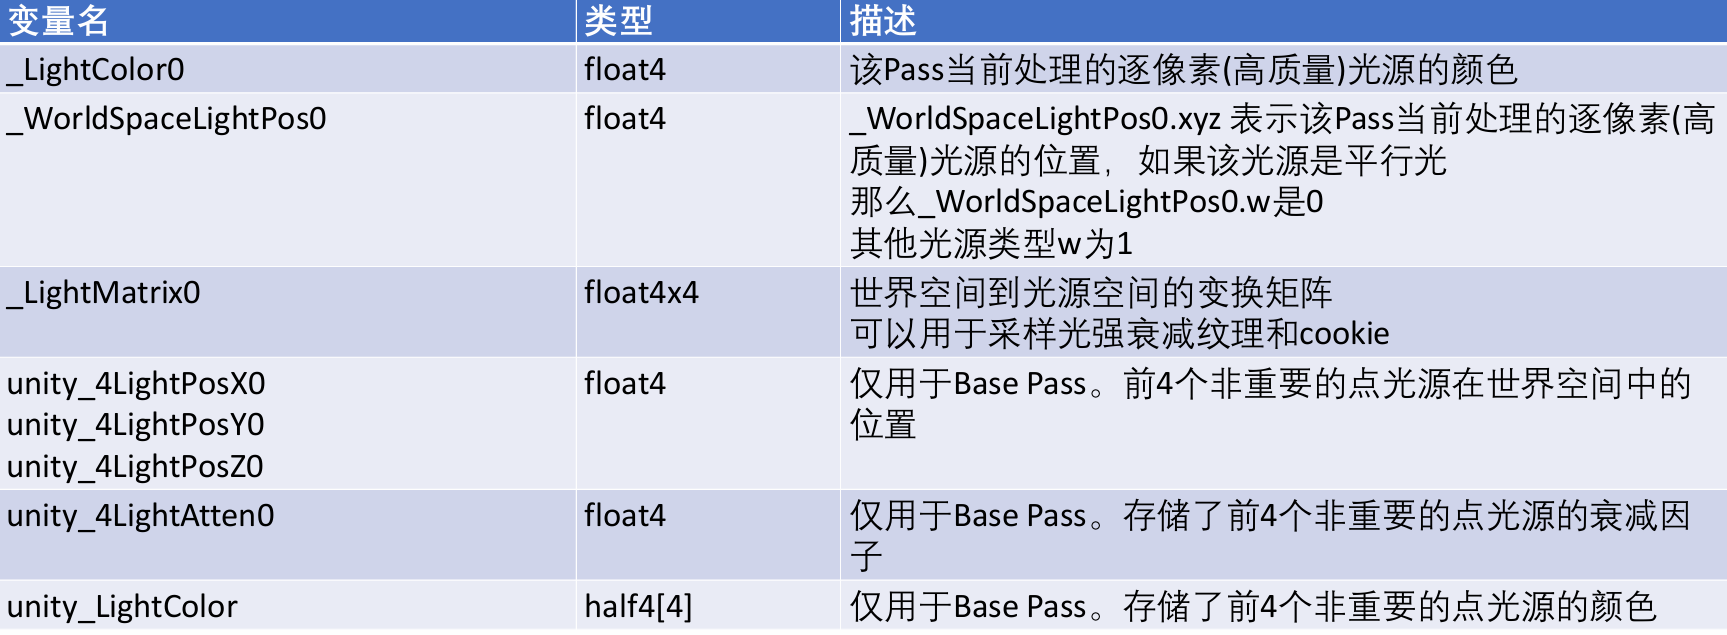 变量名 类型 描述
_LightColor0 float4 该Pass当前处理的逐像素(高质量)光源的颜色
_WorldSpaceLightPos0 float4 _WorldSpaceLightPos0.xyz 表示该Pass当前处理的逐像素(高
质量)光源的位置，如果该光源是平行光
那么_WorldSpaceLightPos0.w是0
其他光源类型w为1
_LightMatrix0 float4x4 世界空间到光源空间的变换矩阵
可以用于采样光强衰减纹理和cookie
unity_4LightPosX0 float4 仅用于Base Pass。前4个非重要的点光源在世界空间中的
unity_4LightPosY0 位置
unity_4LightPosZ0
unity_4LightAtten0 float4 仅用于Base Pass。存储了前4个非重要的点光源的衰减因
子
unity_LightColor half4[4] 仅用于Base Pass。存储了前4个非重要的点光源的颜色